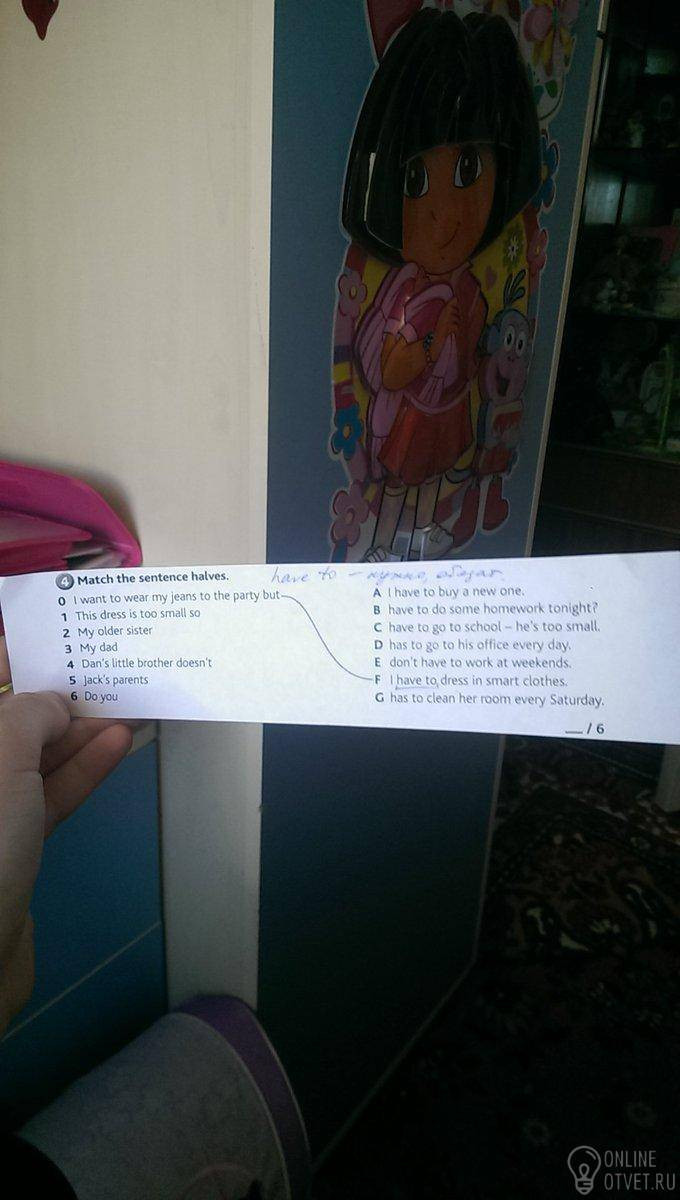 4 Match the sentence halves.
have to – нужно, обязан
0 I want to wear my jeans to the party but
1 This dress is too small so
2 My older sister
3 My dad
4 Dan's little brother doesn't
5 Jack's parents
6 Do you
A I have to buy a new one.
B have to do some homework tonight?
C have to go to school – he's too small.
D has to go to his office every day.
E don't have to work at weekends.
F I have to dress in smart clothes.
G has to clean her room every Saturday.
__ / 6
ONLINE
OTVET.RU